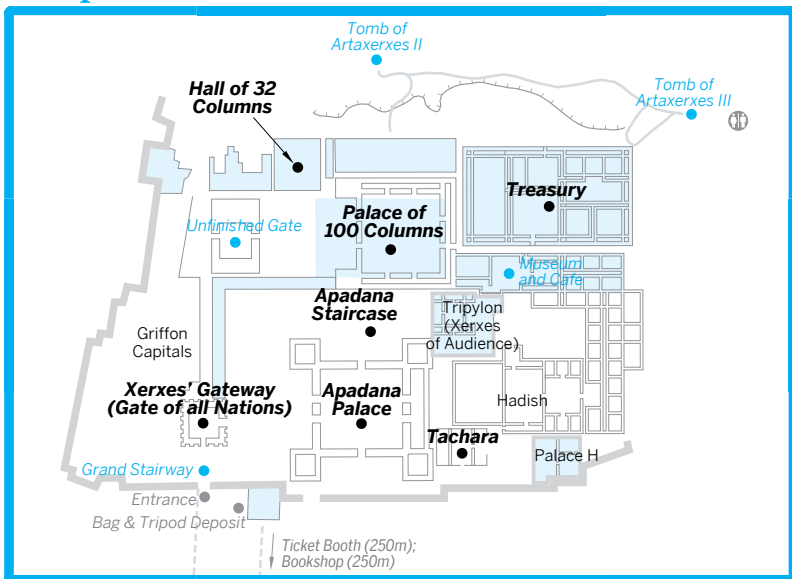 Tomb of
Artaxerxes II
Tomb of
Artaxerxes III
Hall of 32
Columns
Treasury
Palace of
100 Columns
Unfinished Gate
Museum
and Cafe
Apadana
Staircase
Tripylon
(Xerxes
of Audience)
Griffon
Capitals
Xerxes' Gateway
(Gate of all Nations)
Apadana
Palace
Hadish
Tachara
Palace H
Grand Stairway
Entrance
Bag & Tripod Deposit
Ticket Booth (250m);
Bookshop (250m)